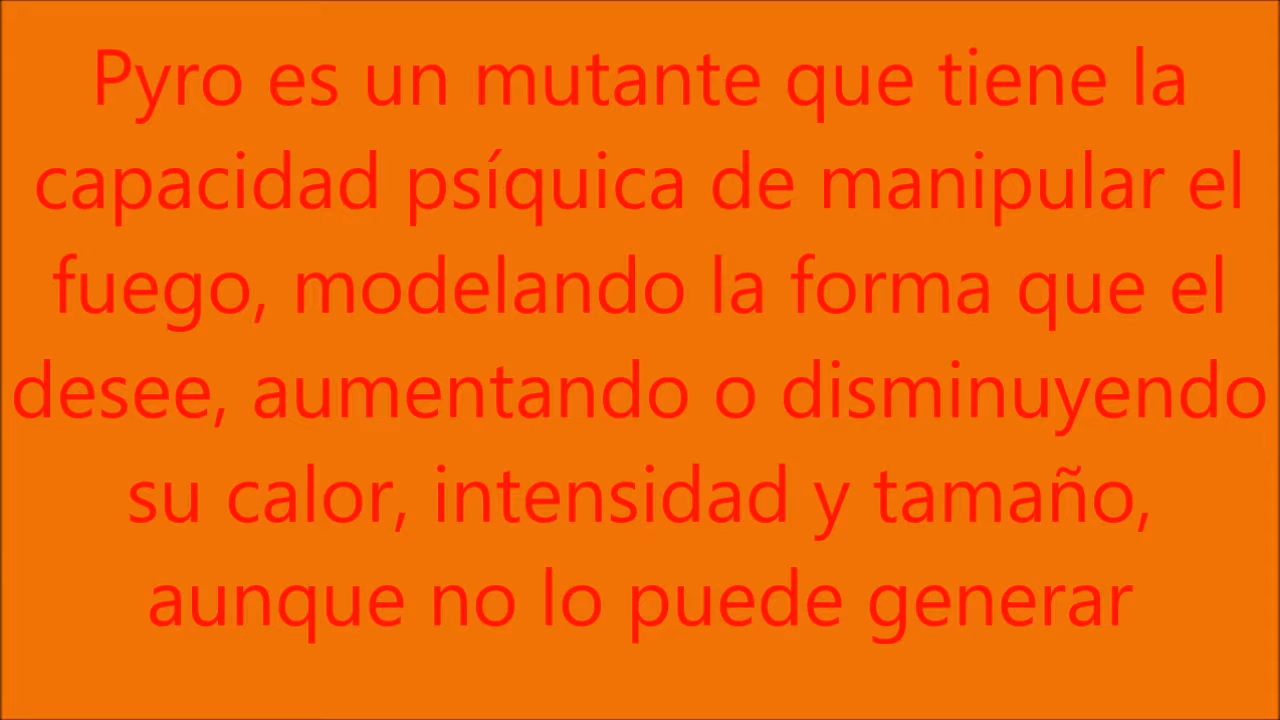 Pyro es un mutante que tiene la
capacidad psíquica de manipular el
fuego, modelando la forma que el
desee, aumentando o disminuyendo
su calor, intensidad y tamaño,
aunque no lo puede generar